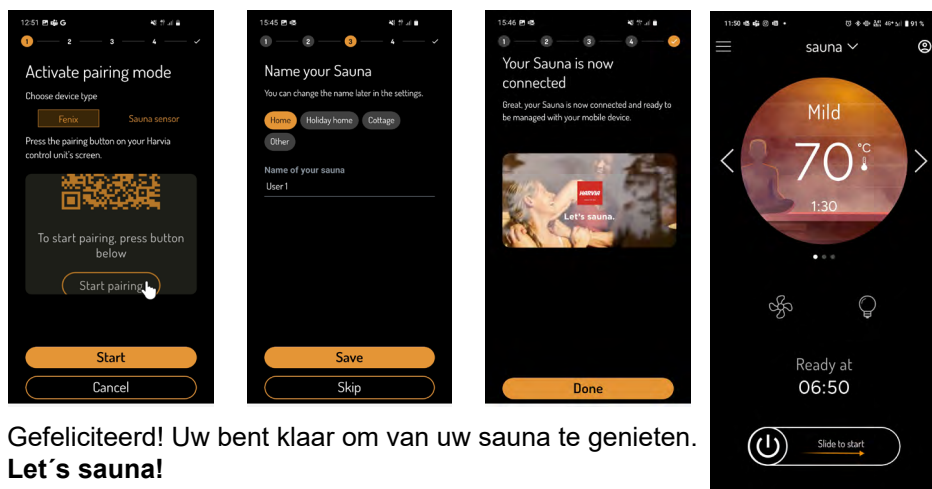 12:51 G
1 2 3 4
Activate pairing mode
Choose device type
Fenix Sauna sensor
Press the pairing button on your Harvia
control unit's screen.
To start pairing, press button
below
Start pairing
Start
Cancel
15:45
1 2 3 4
Name your Sauna
You can change the name later in the settings.
Home Holiday home Cottage
Other
Name of your sauna
User 1
Save
Skip
15:46
1 2 3 4
Your Sauna is now
connected
Great, your Sauna is now connected and ready to
be managed with your mobile device.
HARVIA
Let's sauna.
Done
11:50 91 %
sauna
Mild
70 °C
1:30
Ready at
06:50
Slide to start
Gefeliciteerd! Uw bent klaar om van uw sauna te genieten.
Let´s sauna!